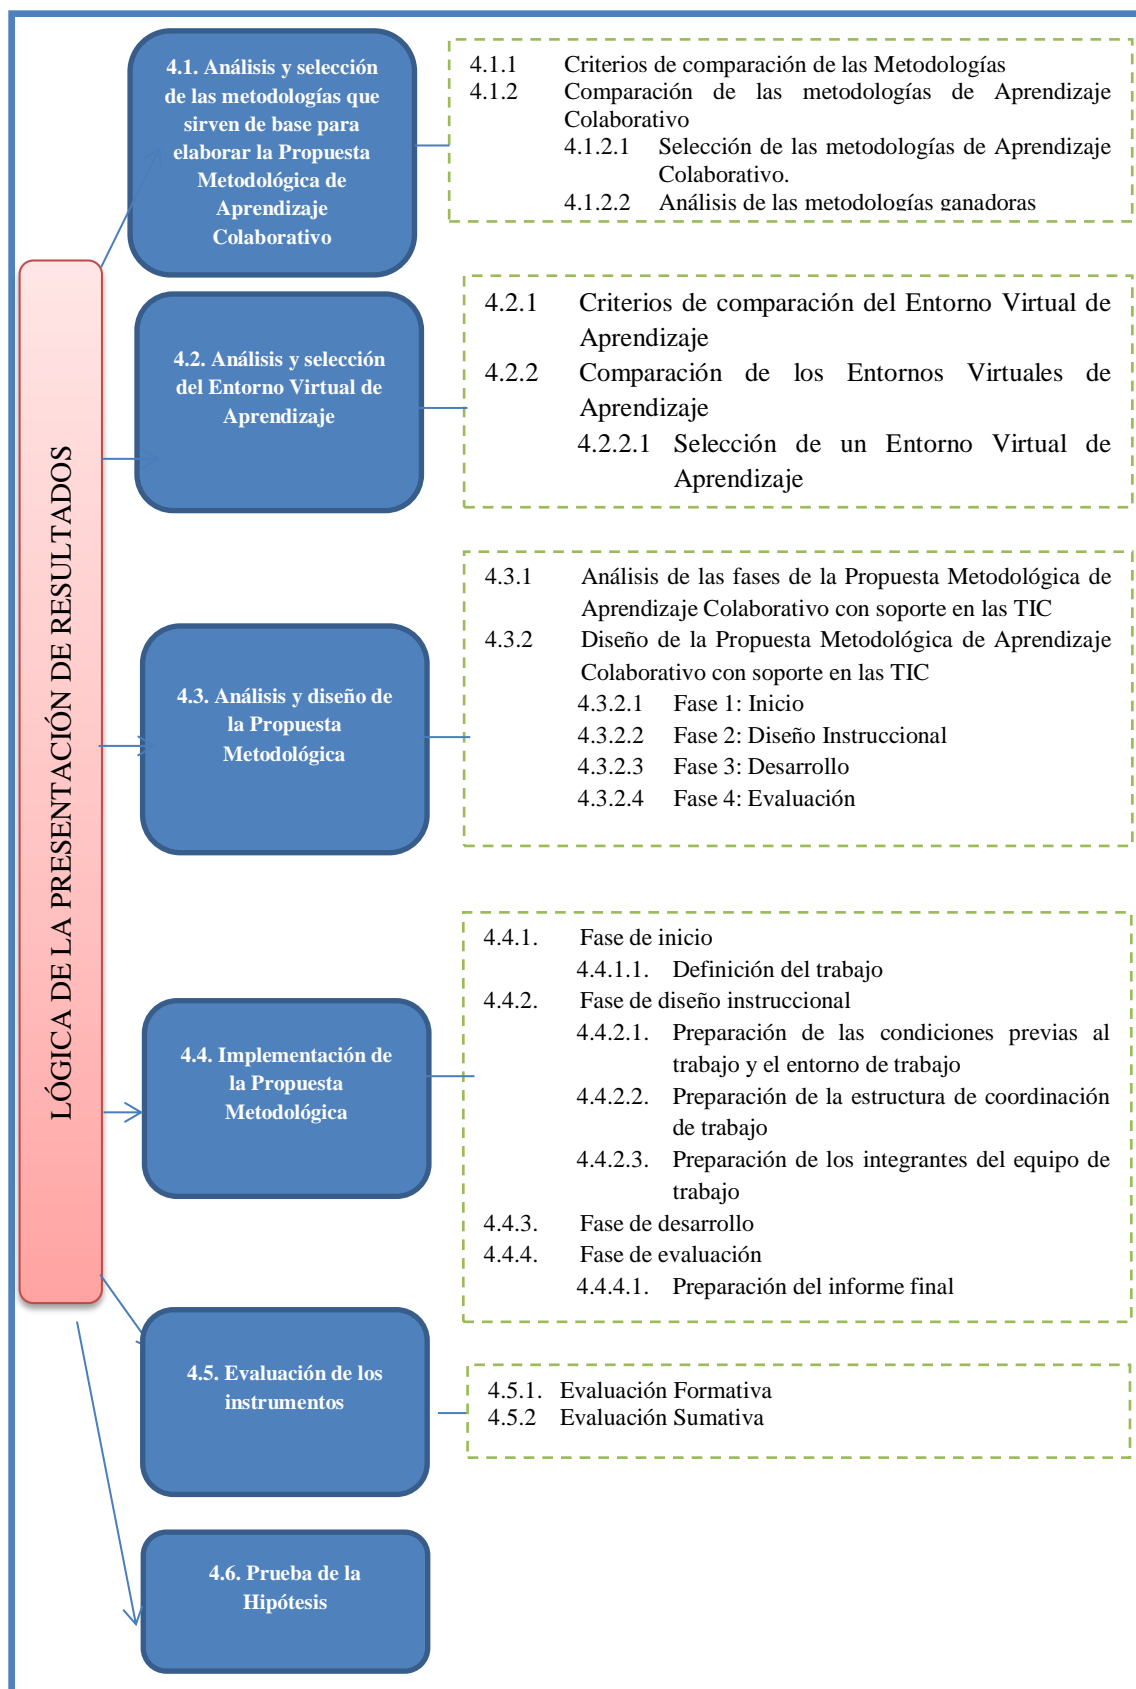 LÓGICA DE LA PRESENTACIÓN DE RESULTADOS
4.1. Análisis y selección
de las metodologías que
sirven de base para
elaborar la Propuesta
Metodológica de
Aprendizaje
Colaborativo
4.1.1 Criterios de comparación de las Metodologías
4.1.2 Comparación de las metodologías de Aprendizaje
Colaborativo
4.1.2.1 Selección de las metodologías de Aprendizaje
Colaborativo.
4.1.2.2 Análisis de las metodologías ganadoras
4.2. Análisis y selección
del Entorno Virtual de
Aprendizaje
4.2.1 Criterios de comparación del Entorno Virtual de
Aprendizaje
4.2.2 Comparación de los Entornos Virtuales de
Aprendizaje
4.2.2.1 Selección de un Entorno Virtual de
Aprendizaje
4.3. Análisis y diseño de
la Propuesta
Metodológica
4.3.1 Análisis de las fases de la Propuesta Metodológica de
Aprendizaje Colaborativo con soporte en las TIC
4.3.2 Diseño de la Propuesta Metodológica de Aprendizaje
Colaborativo con soporte en las TIC
4.3.2.1 Fase 1: Inicio
4.3.2.2 Fase 2: Diseño Instruccional
4.3.2.3 Fase 3: Desarrollo
4.3.2.4 Fase 4: Evaluación
4.4. Implementación de
la Propuesta
Metodológica
4.4.1. Fase de inicio
4.4.1.1. Definición del trabajo
4.4.2. Fase de diseño instruccional
4.4.2.1. Preparación de las condiciones previas al
trabajo y el entorno de trabajo
4.4.2.2. Preparación de la estructura de coordinación
de trabajo
4.4.2.3. Preparación de los integrantes del equipo de
trabajo
4.4.3. Fase de desarrollo
4.4.4. Fase de evaluación
4.4.4.1. Preparación del informe final
4.5. Evaluación de los
instrumentos
4.5.1. Evaluación Formativa
4.5.2 Evaluación Sumativa
4.6. Prueba de la
Hipótesis